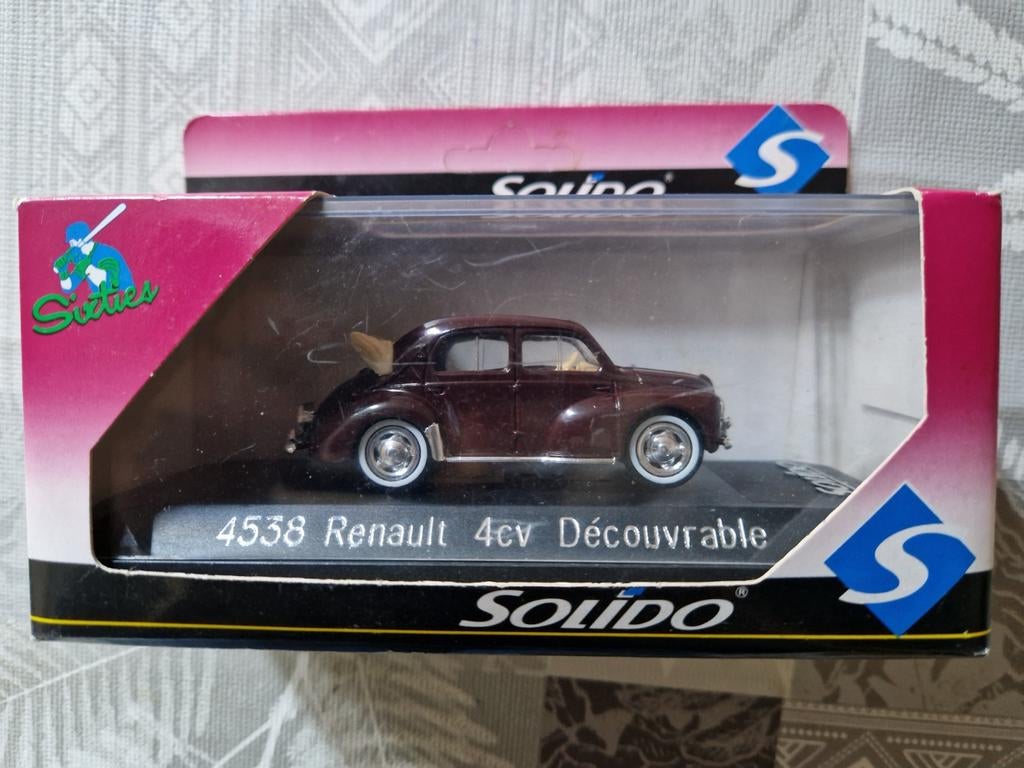 SOLIDO
S
Sixties
4538 Renault 4cv Découvrable
SOLIDO®
S